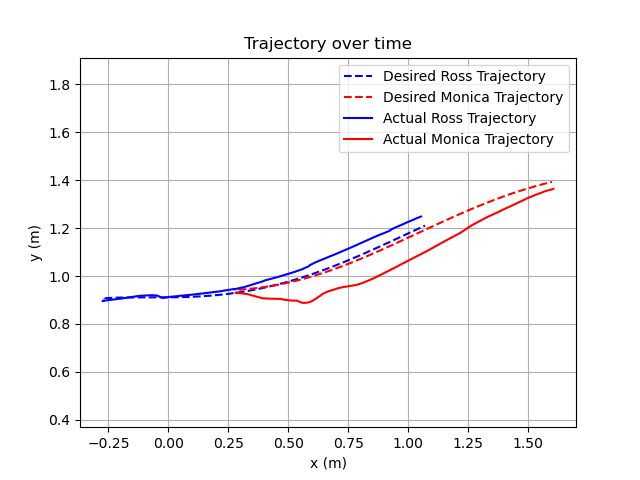 Trajectory over time
Desired Ross Trajectory
Desired Monica Trajectory
Actual Ross Trajectory
Actual Monica Trajectory
1.8
1.6
1.4
1.2
1.0
0.8
0.6
0.4
y (m)
−0.25 0.00 0.25 0.50 0.75 1.00 1.25 1.50
x (m)